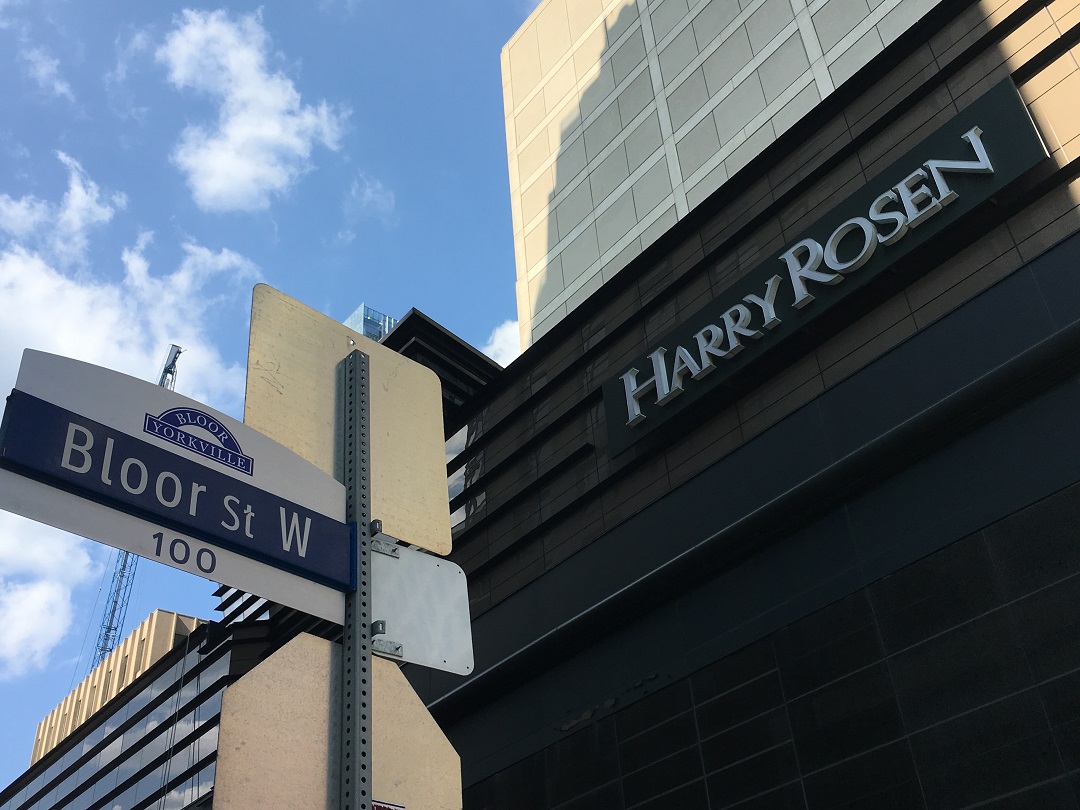 BLOOR
YORKVILLE
Bloor St W
100
HARRY ROSEN